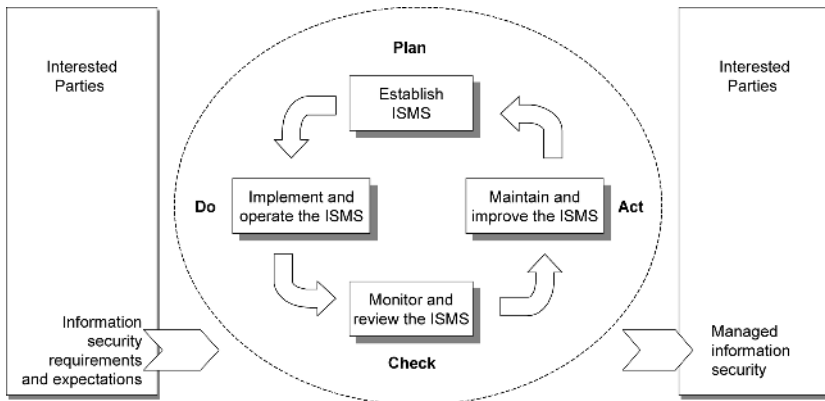 Interested
Parties
Information
security
requirements
and expectations
Plan
Establish
ISMS
Do
Implement and
operate the ISMS
Maintain and
improve the ISMS
Act
Monitor and
review the ISMS
Check
Interested
Parties
Managed
information
security